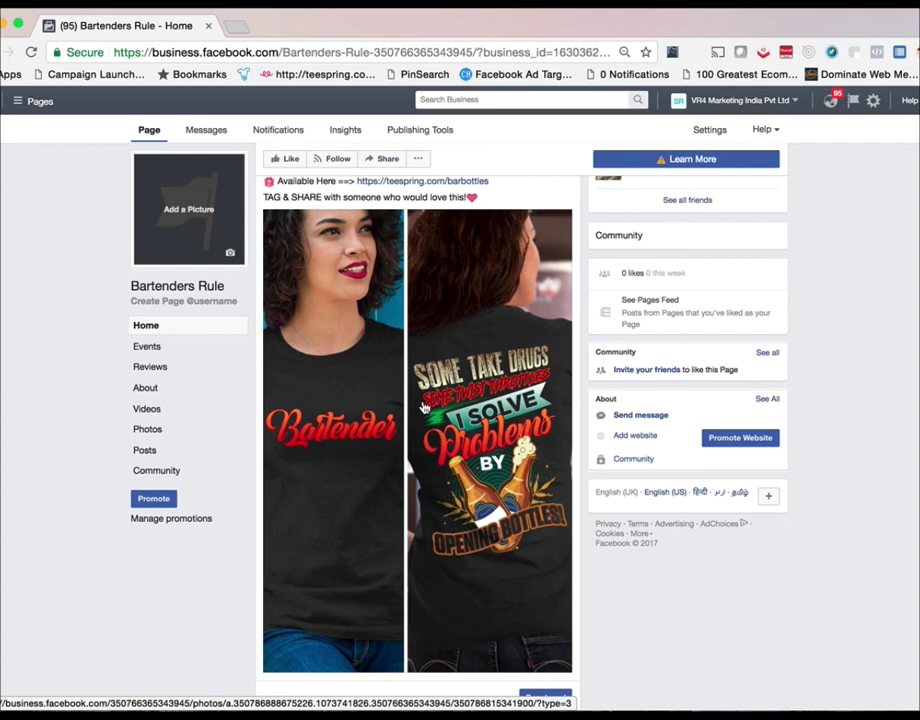 (95) Bartenders Rule - Home
Secure https://business.facebook.com/Bartenders-Rule-350766365343945/?business_id=1630362...
Apps Campaign Launch... Bookmarks http://teespring.co... PinSearch Facebook Ad Targ... 0 Notifications 100 Greatest Ecom... Dominate Web Me...
Pages Search Business SR VR4 Marketing India Pvt Ltd 95 Help
Page Messages Notifications Insights Publishing Tools Settings Help
Like Follow Share ... Learn More
Available Here ==> https://teespring.com/barbottles
TAG & SHARE with someone who would love this!
Add a Picture
Bartenders Rule
Create Page @username
Home
Events
Reviews
About
Videos
Photos
Posts
Community
Promote
Manage promotions
Bartender
SOME TAKE DRUGS
SOME TWIST THROTTLES
I SOLVE
Problems
BY
OPENING BOTTLES!
See all friends
Community
0 likes 0 this week
See Pages Feed
Posts from Pages that you've liked as your
Page
Community See all
Invite your friends to like this Page
About See All
Send message
Add website Promote Website
Community
English (UK) · English (US) · हिन्दी · اردو · தமிழ் +
Privacy · Terms · Advertising · AdChoices ·
Cookies · More
Facebook © 2017
//business.facebook.com/350766365343945/photos/a.350786888675226.1073741826.350766365343945/350786815341900/?type=3